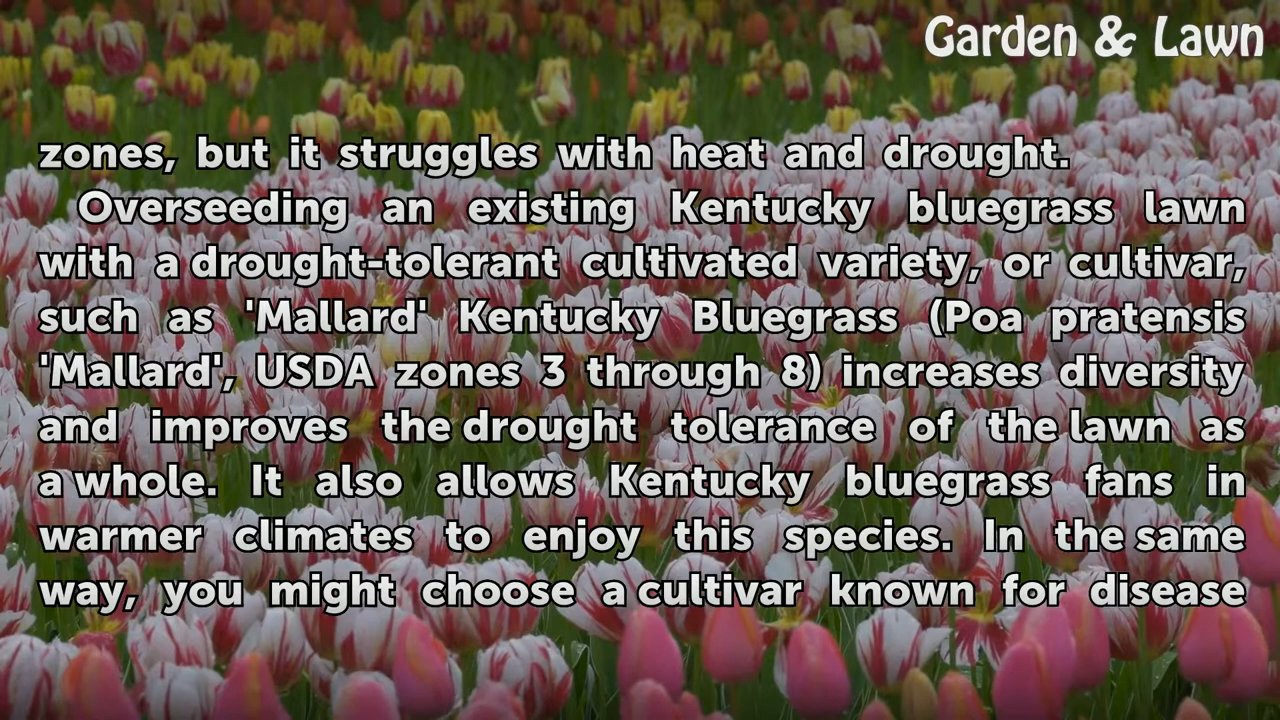 Garden & Lawn
zones, but it struggles with heat and drought.
Overseeding an existing Kentucky bluegrass lawn
with a drought-tolerant cultivated variety, or cultivar,
such as 'Mallard' Kentucky Bluegrass (Poa pratensis
'Mallard', USDA zones 3 through 8) increases diversity
and improves the drought tolerance of the lawn as
a whole. It also allows Kentucky bluegrass fans in
warmer climates to enjoy this species. In the same
way, you might choose a cultivar known for disease